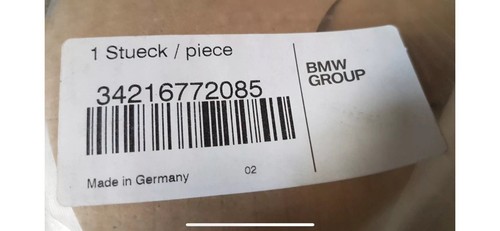 1 Stueck / piece
BMW
GROUP
34216772085
Made in Germany
02